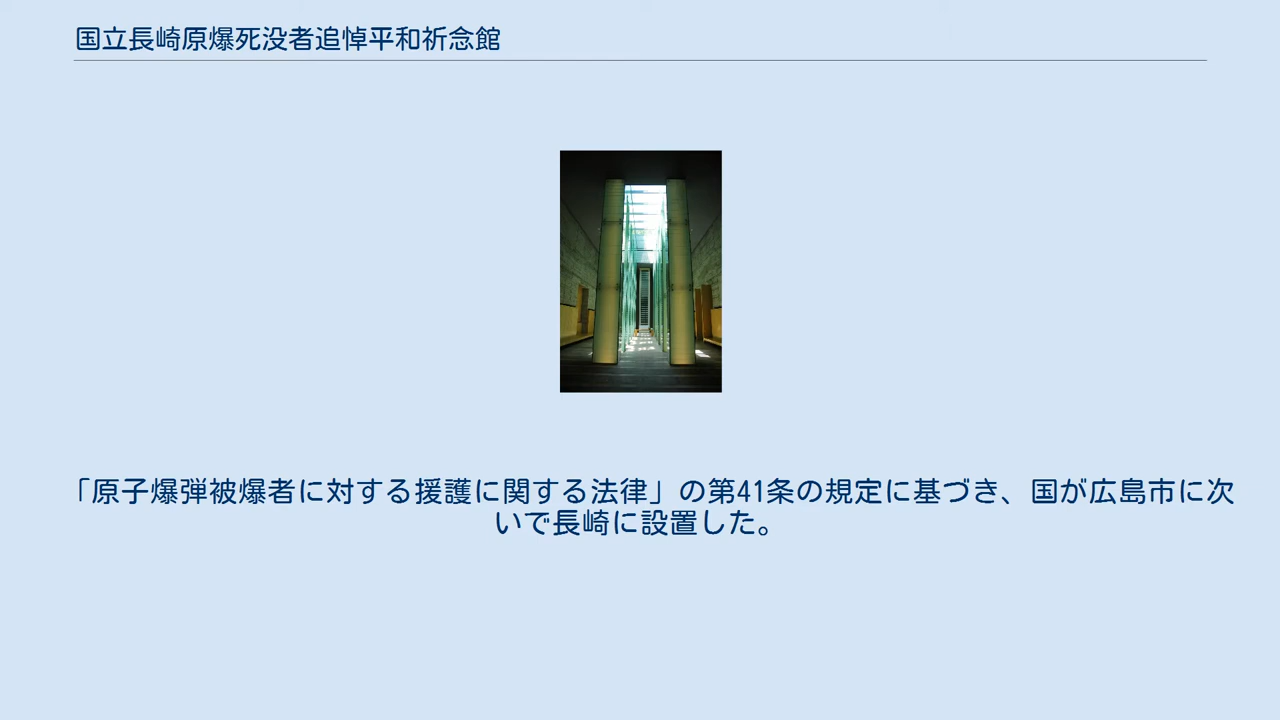 国立長崎原爆死没者追悼平和祈念館
「原子爆弾被爆者に対する援護に関する法律」の第41条の規定に基づき、国が広島市に次
いで長崎に設置した。